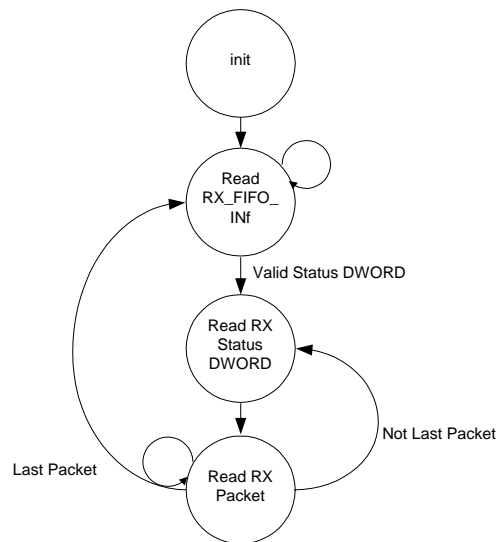 init
Read
RX_FIFO_
INf
Valid Status DWORD
Read RX
Status
DWORD
Not Last Packet
Last Packet
Read RX
Packet